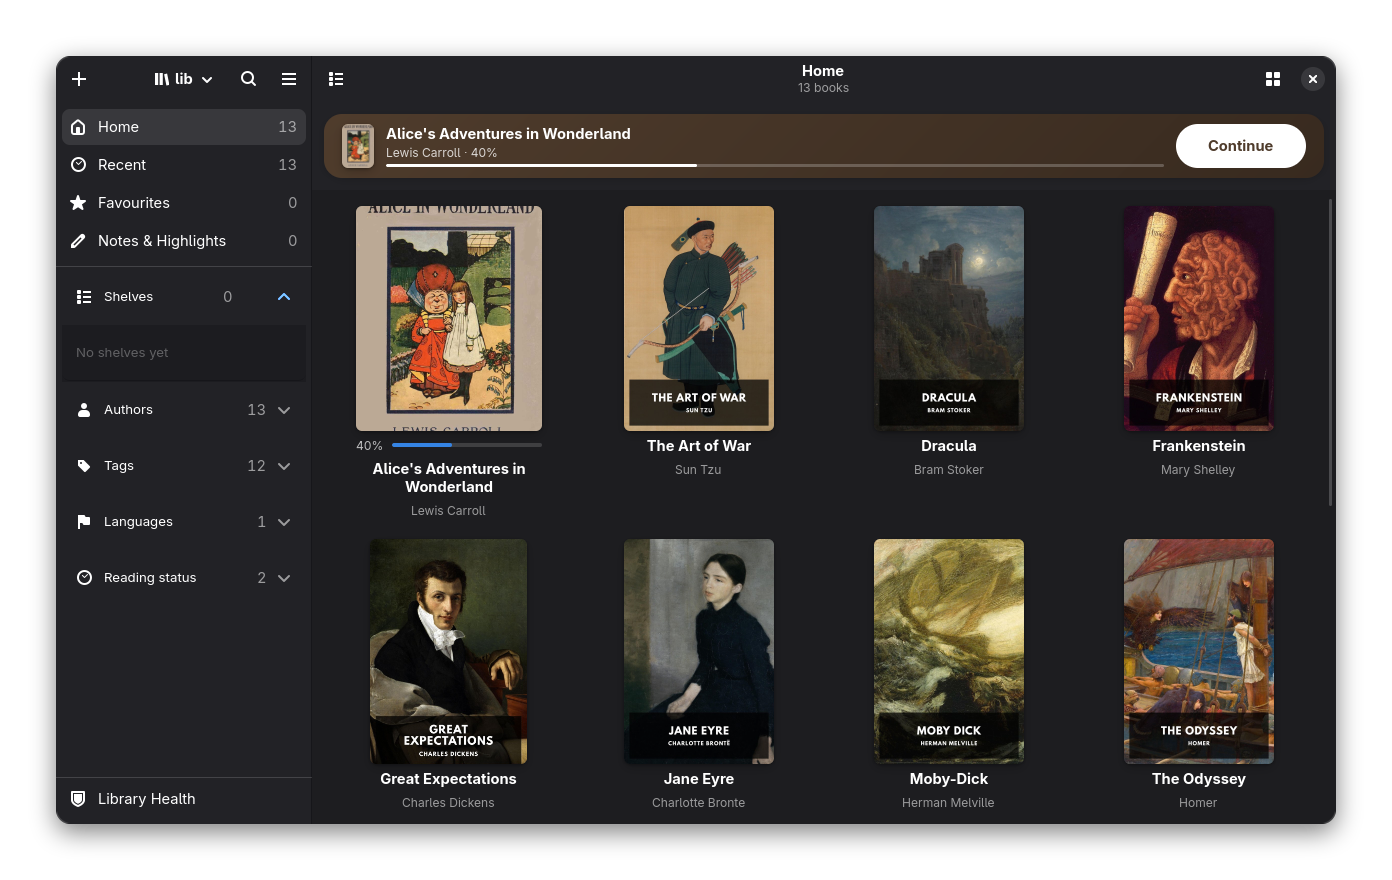 lib
Home
13 books
Home 13
Recent 13
Favourites 0
Notes & Highlights 0
Shelves 0
No shelves yet
Authors 13
Tags 12
Languages 1
Reading status 2
Library Health
Alice's Adventures in Wonderland
Lewis Carroll · 40%
Continue
ALICE IN WONDERLAND
LEWIS CARROLL
40%
Alice's Adventures in
Wonderland
Lewis Carroll
THE ART OF WAR
SUN TZU
The Art of War
Sun Tzu
DRACULA
BRAM STOKER
Dracula
Bram Stoker
FRANKENSTEIN
MARY SHELLEY
Frankenstein
Mary Shelley
GREAT
EXPECTATIONS
CHARLES DICKENS
Great Expectations
Charles Dickens
JANE EYRE
CHARLOTTE BRONTË
Jane Eyre
Charlotte Bronte
MOBY DICK
HERMAN MELVILLE
Moby-Dick
Herman Melville
THE ODYSSEY
HOMER
The Odyssey
Homer